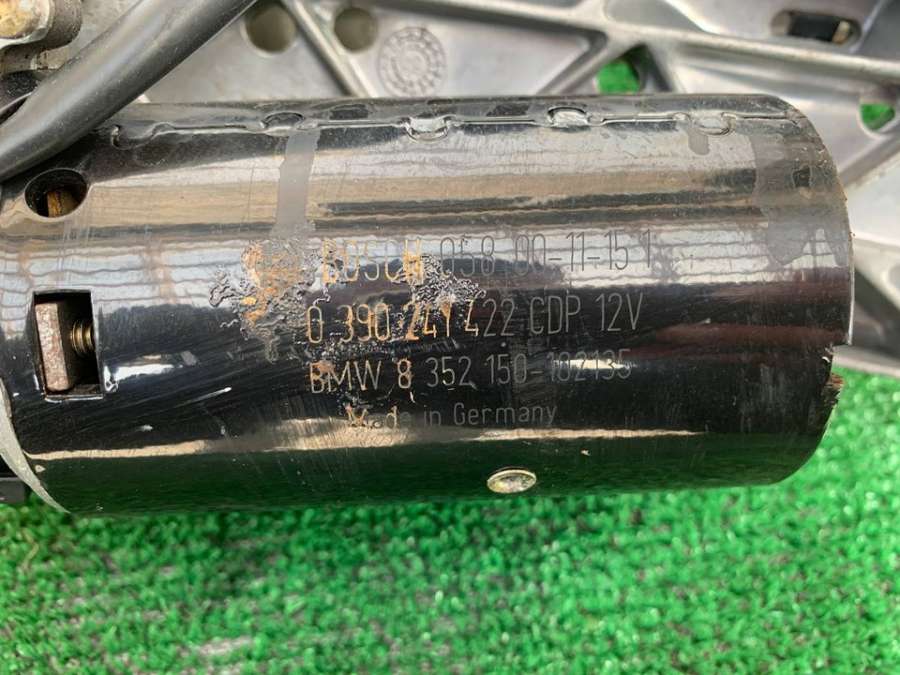 BOSCH 058 00-11-15 1
0 390 241 422 CDP 12V
BMW 8 352 150-102135
Made in Germany